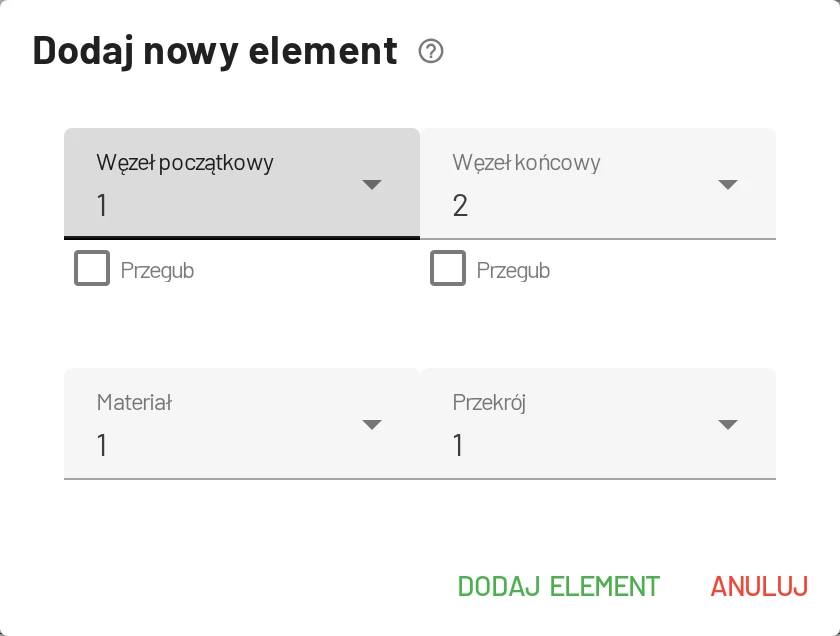 Dodaj nowy element ?
Węzeł początkowy Węzeł końcowy
1 2
Przegub Przegub
Materiał Przekrój
1 1
DODAJ ELEMENT ANULUJ